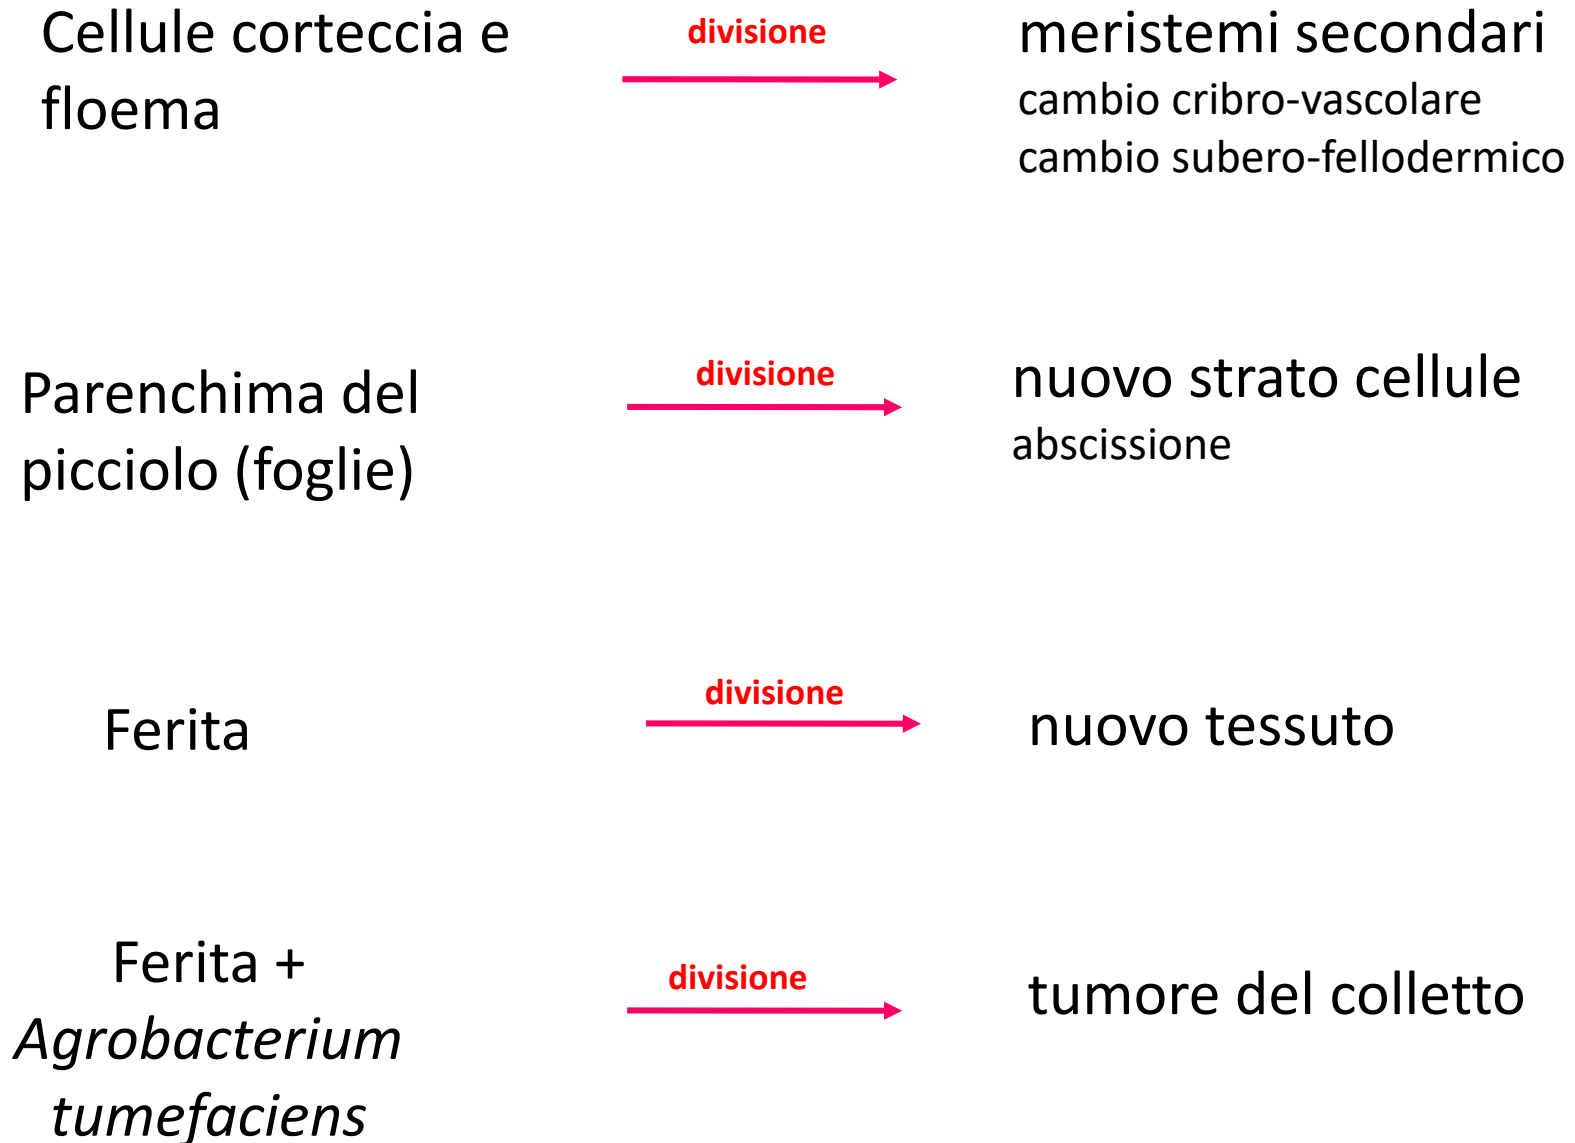 Cellule corteccia e
floema
divisione
meristemi secondari
cambio cribro-vascolare
cambio subero-fellodermico
Parenchima del
picciolo (foglie)
divisione
nuovo strato cellule
abscissione
Ferita
divisione
nuovo tessuto
Ferita +
Agrobacterium
tumefaciens
divisione
tumore del colletto